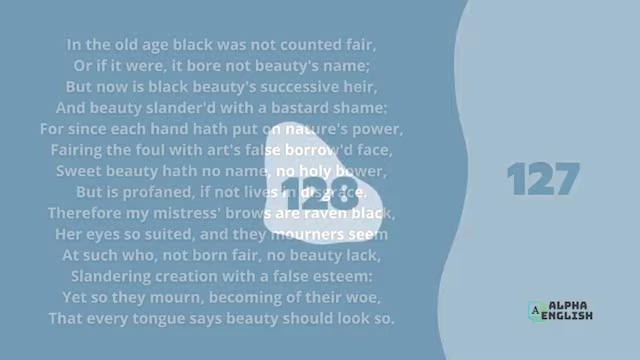 In the old age black was not counted fair,
Or if it were, it bore not beauty's name;
But now is black beauty's successive heir,
And beauty slander'd with a bastard shame:
For since each hand hath put on nature's power,
Fairing the foul with art's false borrow'd face,
Sweet beauty hath no name, no holy bower,
But is profaned, if not lives in disgrace.
Therefore my mistress' brows are raven black,
Her eyes so suited, and they mourners seem
At such who, not born fair, no beauty lack,
Slandering creation with a false esteem:
Yet so they mourn, becoming of their woe,
That every tongue says beauty should look so.
128
127
A
ALPHA
ENGLISH